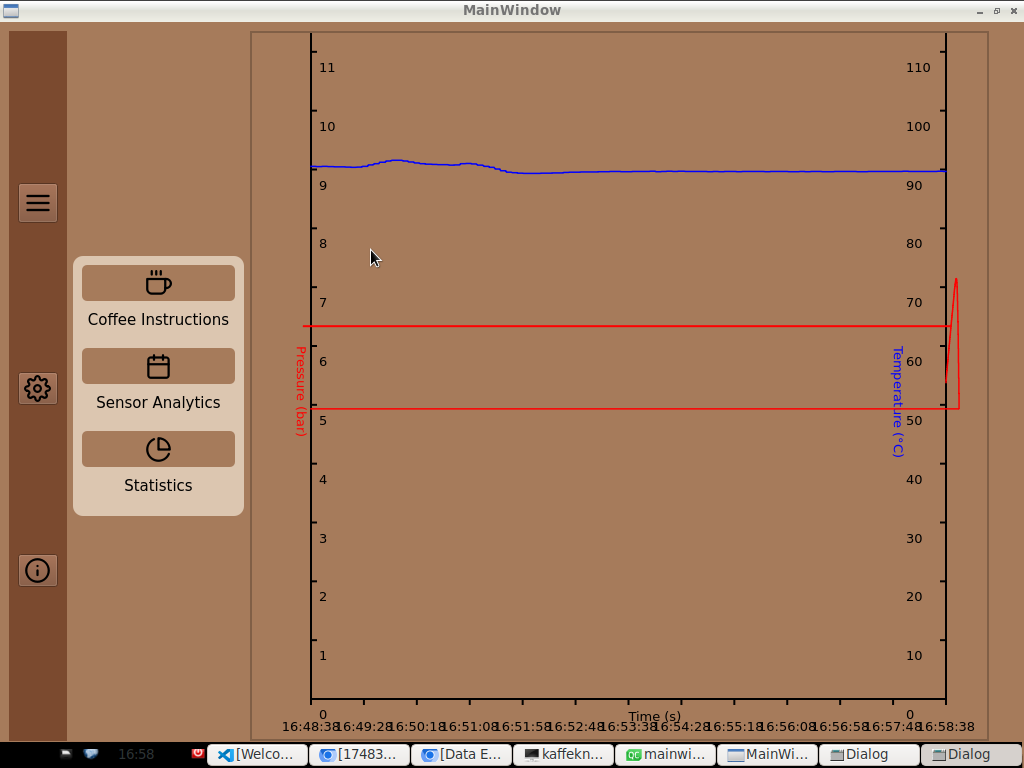 MainWindow
11
110
10
100
9
90
8
80
7
70
6
60
5
50
4
40
3
30
2
20
1
10
0
0
Pressure (bar)
Temperature (°C)
Coffee Instructions
Sensor Analytics
Statistics
Time (s)
16:48:38 16:49:28 16:50:18 16:51:08 16:51:58 16:52:48 16:53:38 16:54:28 16:55:18 16:56:08 16:56:58 16:57:48 16:58:38
16:58
[Welco...
[17483...
[Data E...
kaffekn...
QC mainwi...
MainWi...
Dialog
Dialog